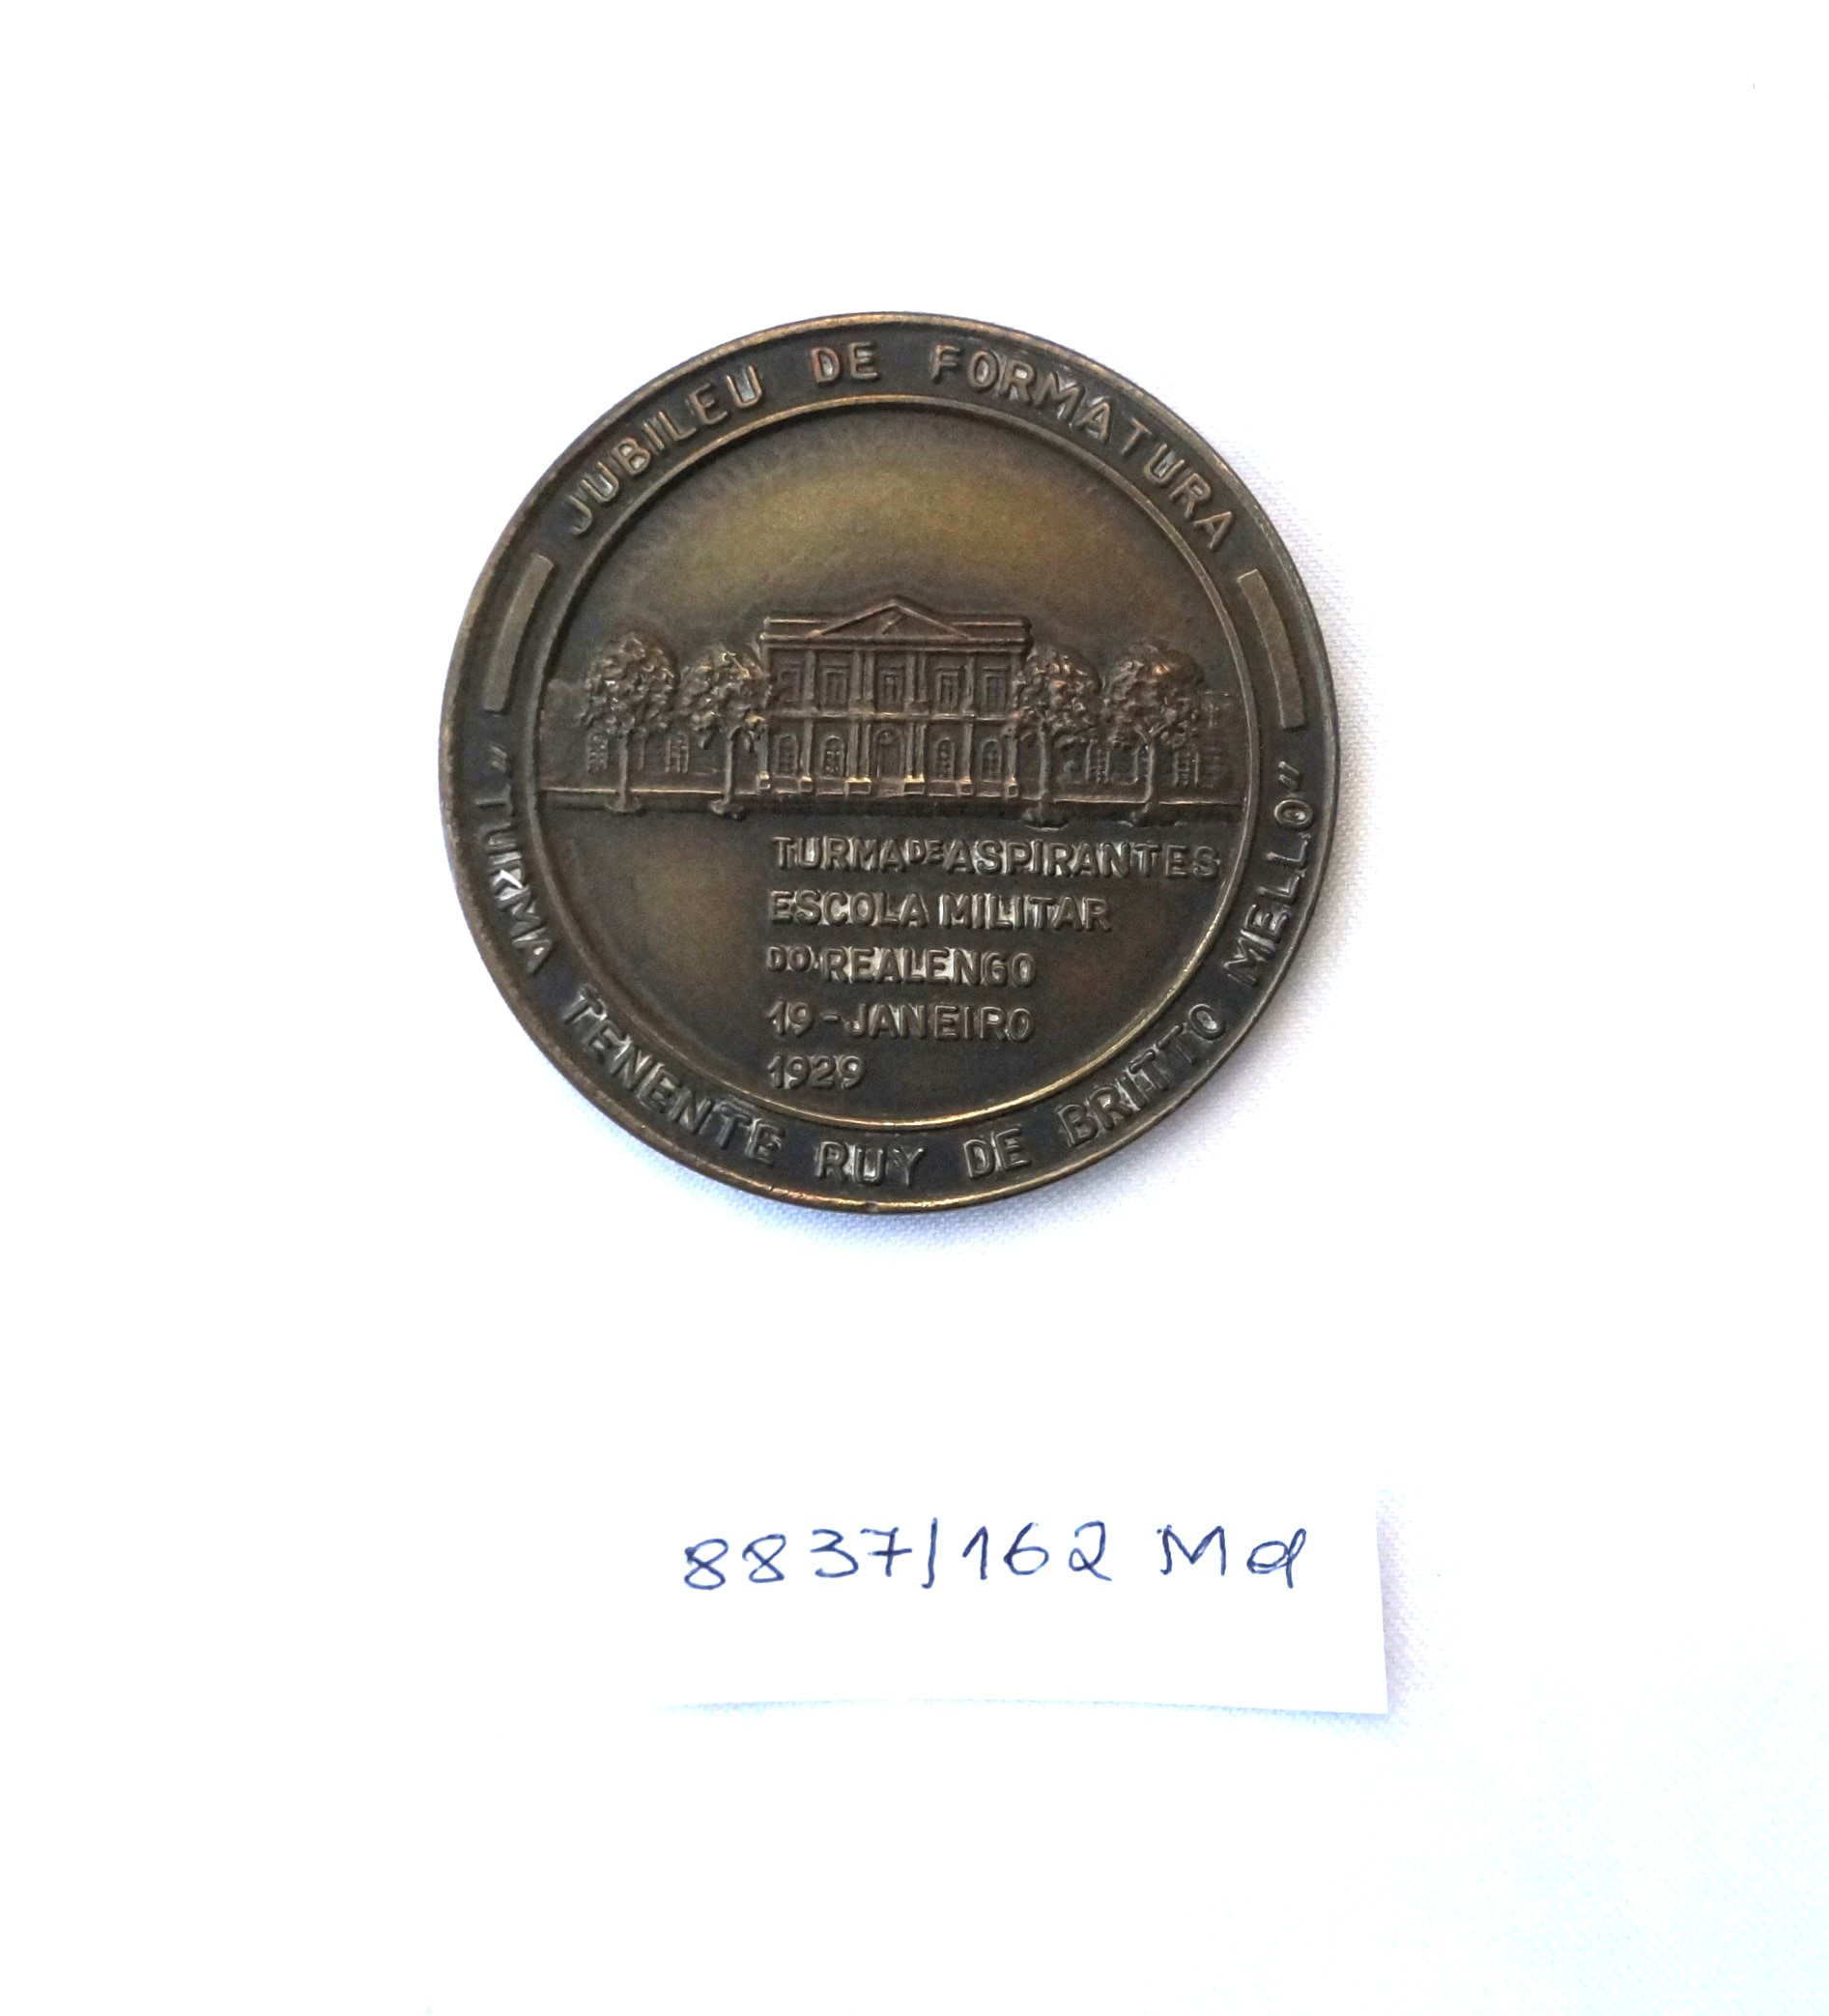 JUBILEU DE FORMATURA
TURMA DE ASPIRANTES
ESCOLA MILITAR
DO REALENGO
19-JANEIRO
1929
"TURMA TENENTE RUY DE BRITTO MELLO"
8837/162 Md